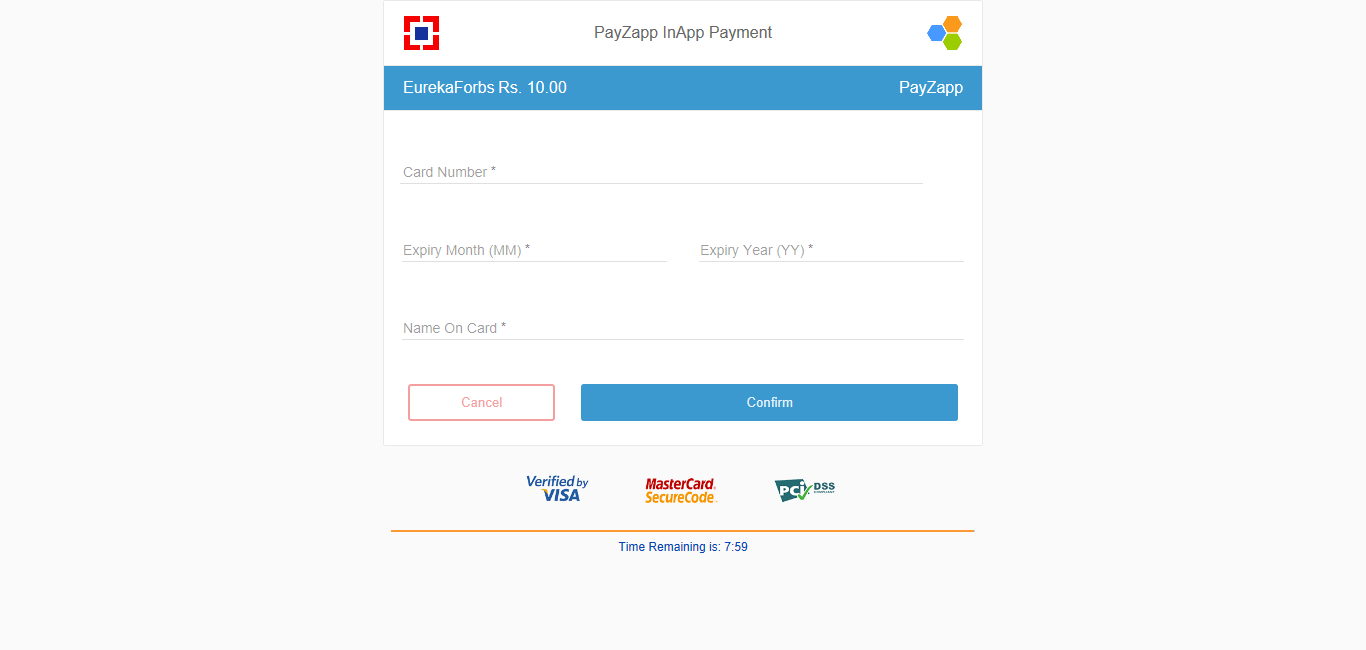 PayZapp InApp Payment
EurekaForbs Rs. 10.00
PayZapp
Card Number *
Expiry Month (MM) *
Expiry Year (YY) *
Name On Card *
Cancel
Confirm
Verified by
VISA
MasterCard
SecureCode
PCI DSS
COMPLIANT
Time Remaining is: 7:59